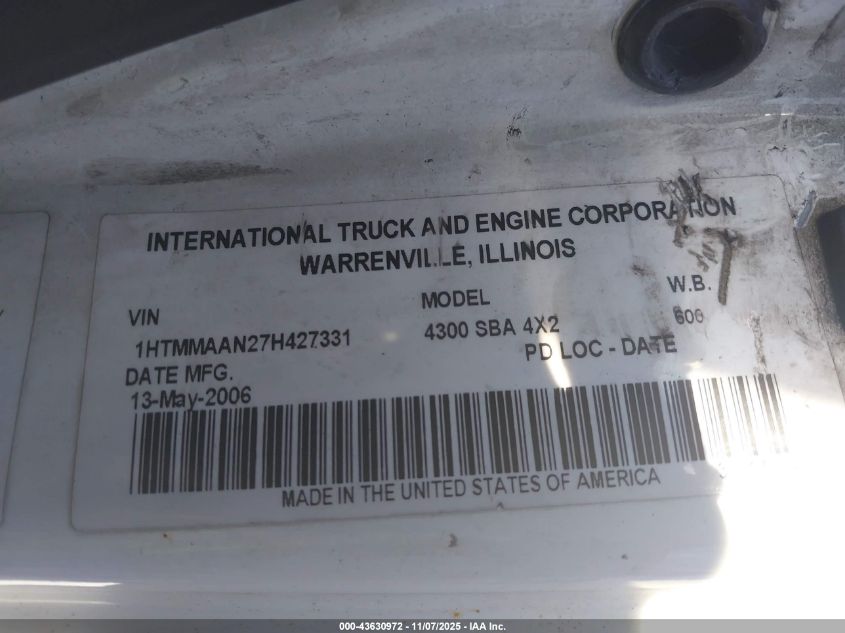 INTERNATIONAL TRUCK AND ENGINE CORPORATION
WARRENVILLE, ILLINOIS
VIN MODEL W.B.
1HTMMAAN27H427331 4300 SBA 4X2 600
DATE MFG. PD LOC - DATE
13-May-2006
MADE IN THE UNITED STATES OF AMERICA
000-43630972 - 11/07/2025 - IAA Inc.